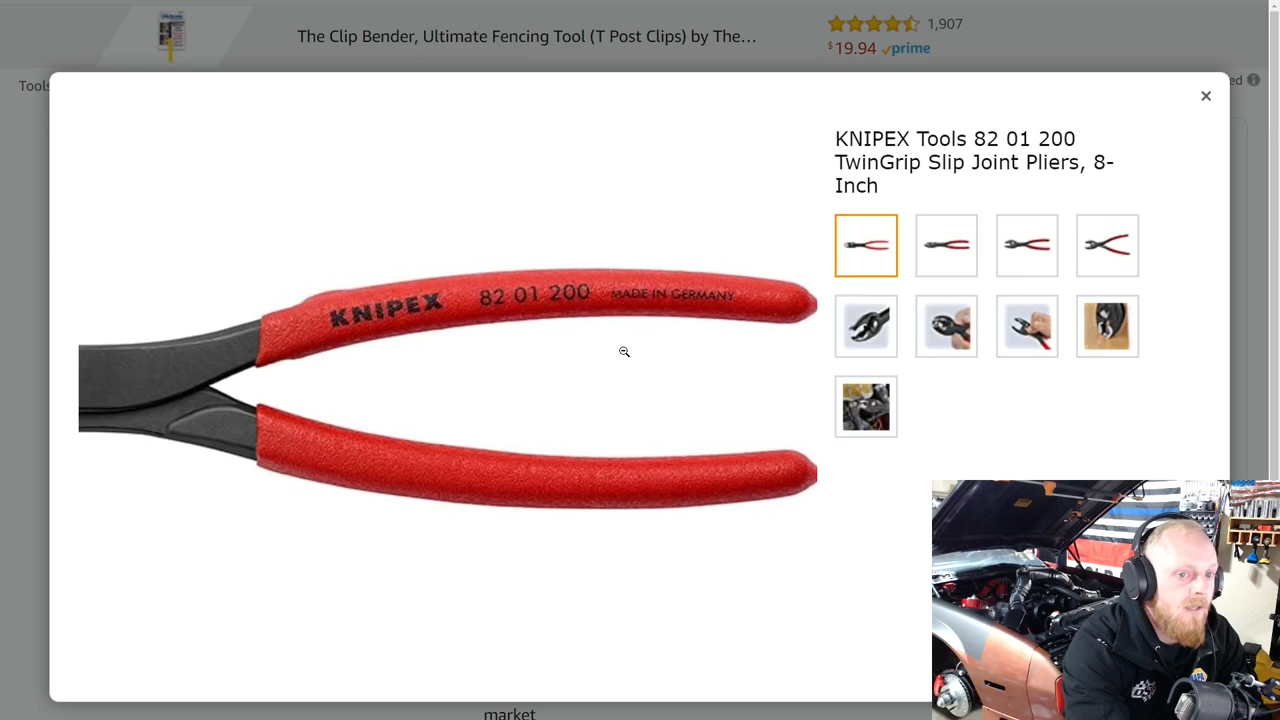 The Clip Bender, Ultimate Fencing Tool (T Post Clips) by The…
1,907
$19.94 prime
Tools
ed
KNIPEX Tools 82 01 200
TwinGrip Slip Joint Pliers, 8-
Inch
KNIPEX 82 01 200 MADE IN GERMANY
market